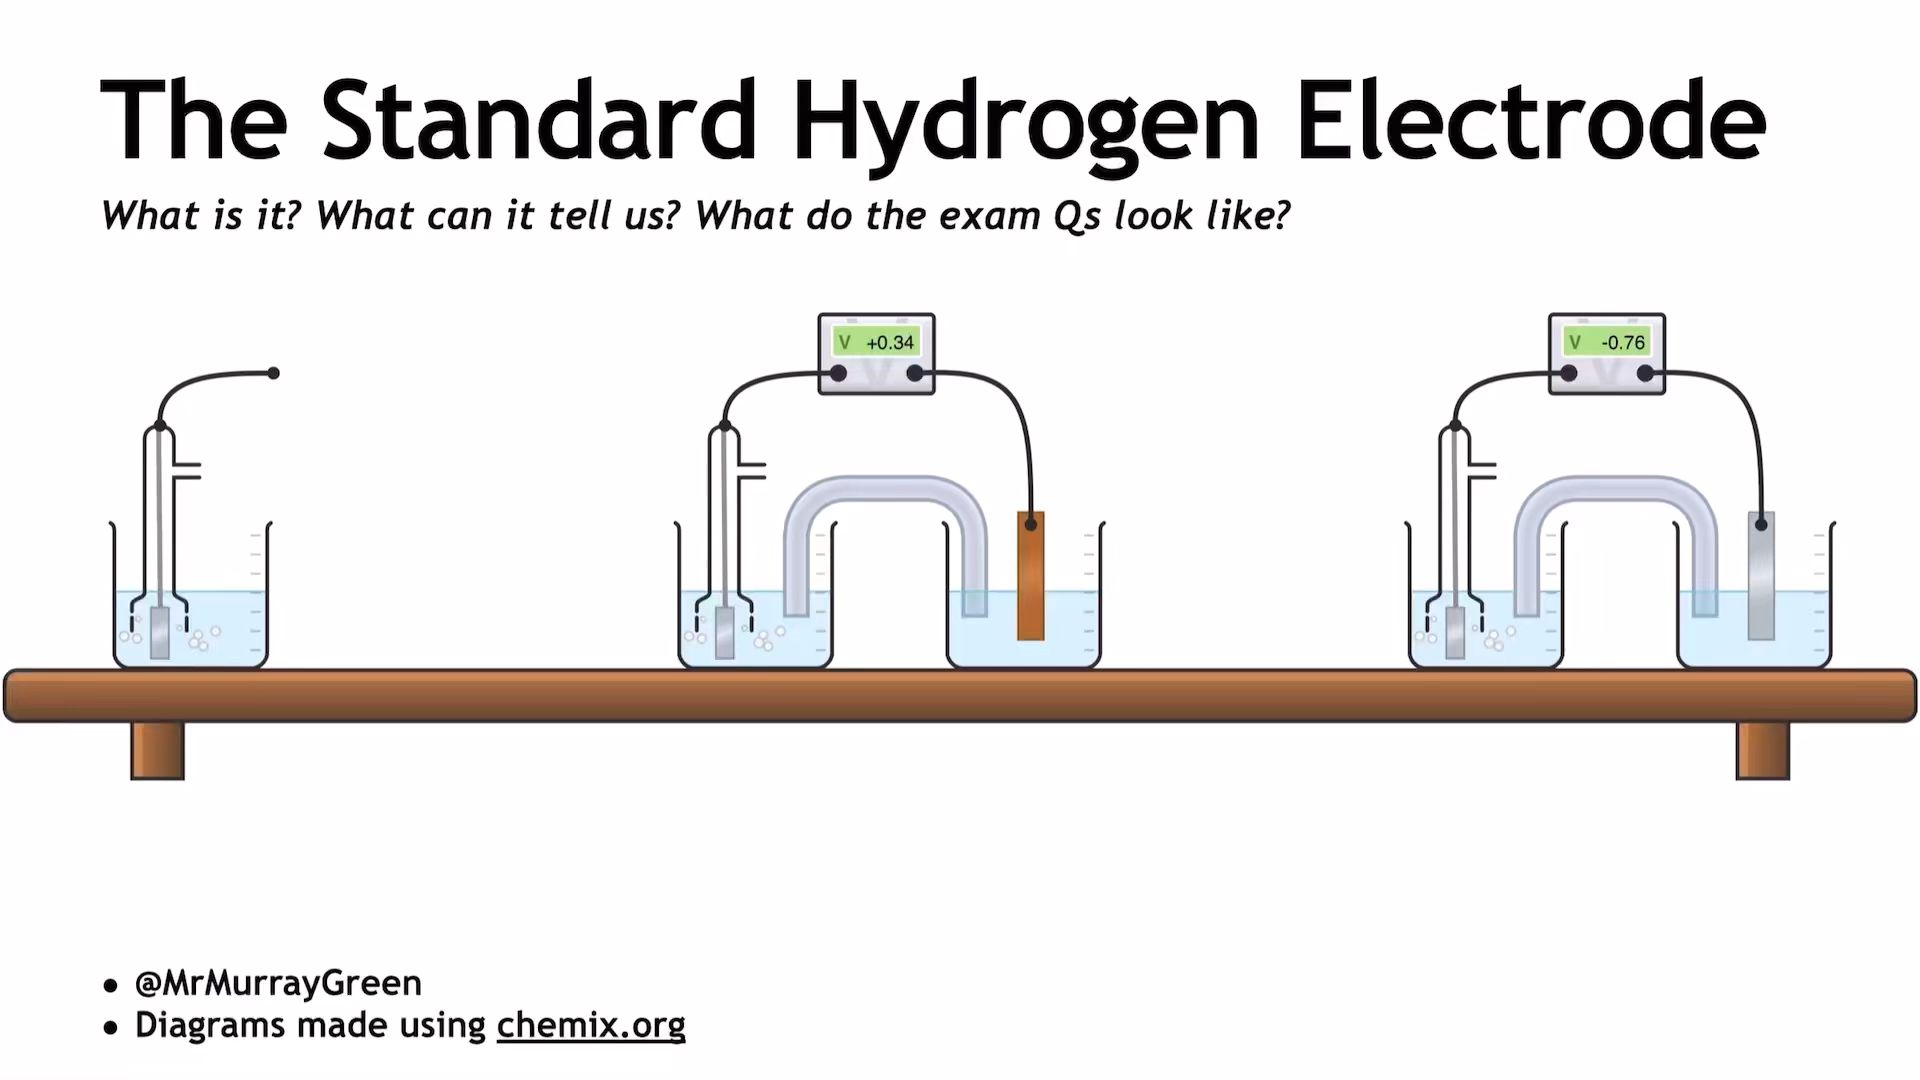 The Standard Hydrogen Electrode
What is it? What can it tell us? What do the exam Qs look like?
V +0.34
V -0.76
• @MrMurrayGreen
• Diagrams made using chemix.org